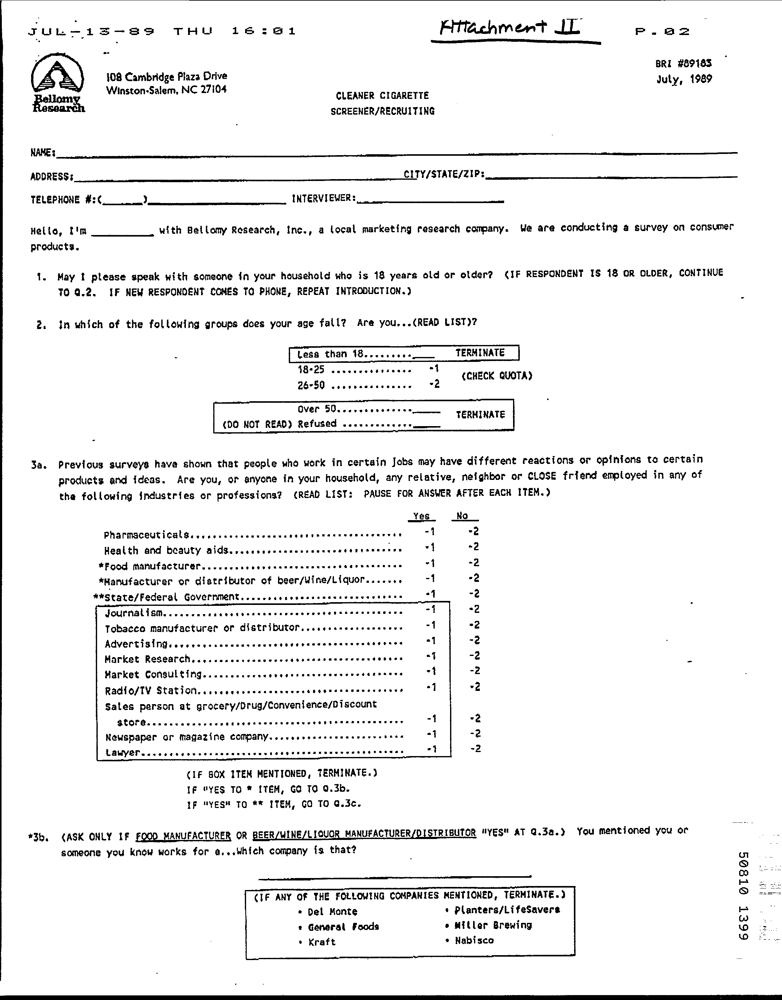 JUL-13-89 THU 16:01 Attachment II P.02
BRI #89183
July, 1989
Bellomy
Research
108 Cambridge Plaza Drive
Winston-Salem, NC 27104
CLEANER CIGARETTE
SCREENER/RECRUITING
NAME:
ADDRESS: CITY/STATE/ZIP:
TELEPHONE #:( ) INTERVIEWER:
Hello, I'm __________ with Bellomy Research, Inc., a local marketing research company. We are conducting a survey on consumer
products.
1. May I please speak with someone in your household who is 18 years old or older? (IF RESPONDENT IS 18 OR OLDER, CONTINUE
TO Q.2. IF NEW RESPONDENT COMES TO PHONE, REPEAT INTRODUCTION.)
2. In which of the following groups does your age fall? Are you...(READ LIST)?
Less than 18.........____ TERMINATE
18-25 ............... -1
(CHECK QUOTA)
26-50 ............... -2
Over 50..............____
TERMINATE
(DO NOT READ) Refused .............____
3a. Previous surveys have shown that people who work in certain jobs may have different reactions or opinions to certain
products and ideas. Are you, or anyone in your household, any relative, neighbor or CLOSE friend employed in any of
the following industries or professions? (READ LIST: PAUSE FOR ANSWER AFTER EACH ITEM.)
Yes No
Pharmaceuticals...................................... -1 -2
Health and beauty aids............................... -1 -2
*Food manufacturer.................................... -1 -2
*Manufacturer or distributor of beer/Wine/Liquor....... -1 -2
**State/Federal Government............................. -1 -2
Journalism........................................... -1 -2
Tobacco manufacturer or distributor.................. -1 -2
Advertising.......................................... -1 -2
Market Research...................................... -1 -2
Market Consulting.................................... -1 -2
Radio/TV Station..................................... -1 -2
Sales person at grocery/Drug/Convenience/Discount
store.............................................. -1 -2
Newspaper or magazine company........................ -1 -2
Lawyer............................................... -1 -2
(IF BOX ITEM MENTIONED, TERMINATE.)
IF "YES TO * ITEM, GO TO Q.3b.
IF "YES" TO ** ITEM, GO TO Q.3c.
*3b. (ASK ONLY IF FOOD MANUFACTURER OR BEER/WINE/LIQUOR MANUFACTURER/DISTRIBUTOR "YES" AT Q.3a.) You mentioned you or
someone you know works for a...Which company is that?
(IF ANY OF THE FOLLOWING COMPANIES MENTIONED, TERMINATE.)
• Del Monte • Planters/LifeSavers
• General Foods • Miller Brewing
• Kraft • Nabisco
50810 1399